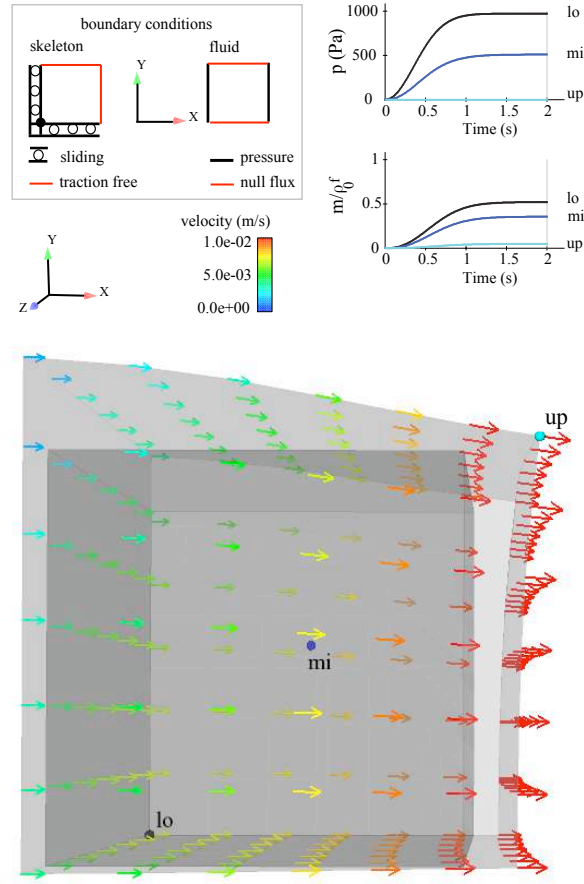 boundary conditions
skeleton
fluid
Y
X
sliding
pressure
traction free
null flux
p (Pa)
1000
500
0
0 0.5 1 1.5 2
Time (s)
lo
mi
up
m/ρ₀ᶠ
1
0.5
0
0 0.5 1 1.5 2
Time (s)
lo
mi
up
Y
X
Z
velocity (m/s)
1.0e-02
5.0e-03
0.0e+00
up
mi
lo